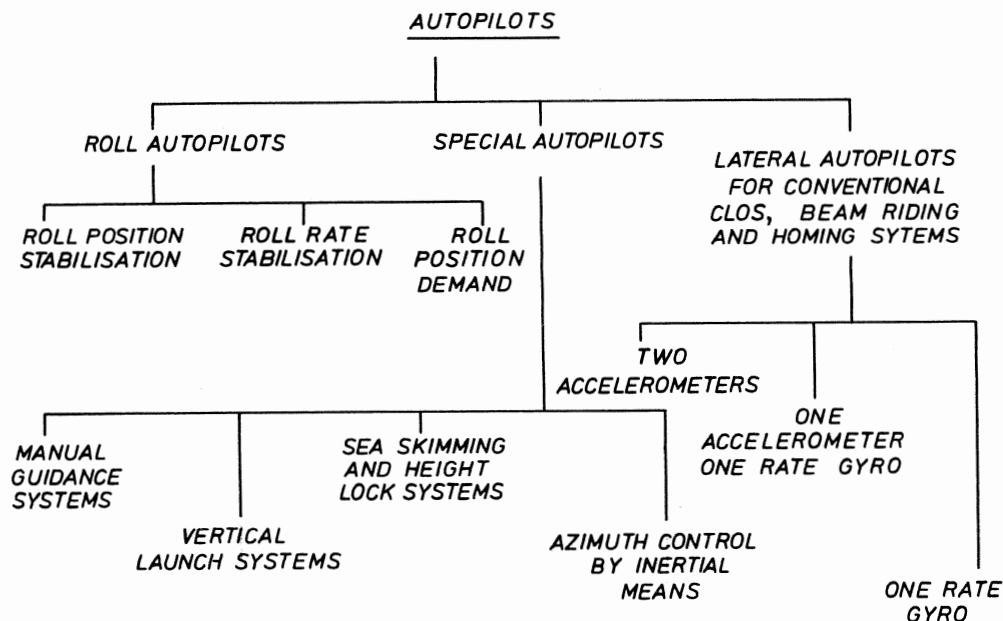 AUTOPILOTS
ROLL AUTOPILOTS
SPECIAL AUTOPILOTS
LATERAL AUTOPILOTS
FOR CONVENTIONAL
CLOS, BEAM RIDING
AND HOMING SYTEMS
ROLL POSITION
STABILISATION
ROLL RATE
STABILISATION
ROLL
POSITION
DEMAND
TWO
ACCELEROMETERS
ONE
ACCELEROMETER
ONE RATE GYRO
ONE RATE
GYRO
MANUAL
GUIDANCE
SYSTEMS
VERTICAL
LAUNCH SYSTEMS
SEA SKIMMING
AND HEIGHT
LOCK SYSTEMS
AZIMUTH CONTROL
BY INERTIAL
MEANS